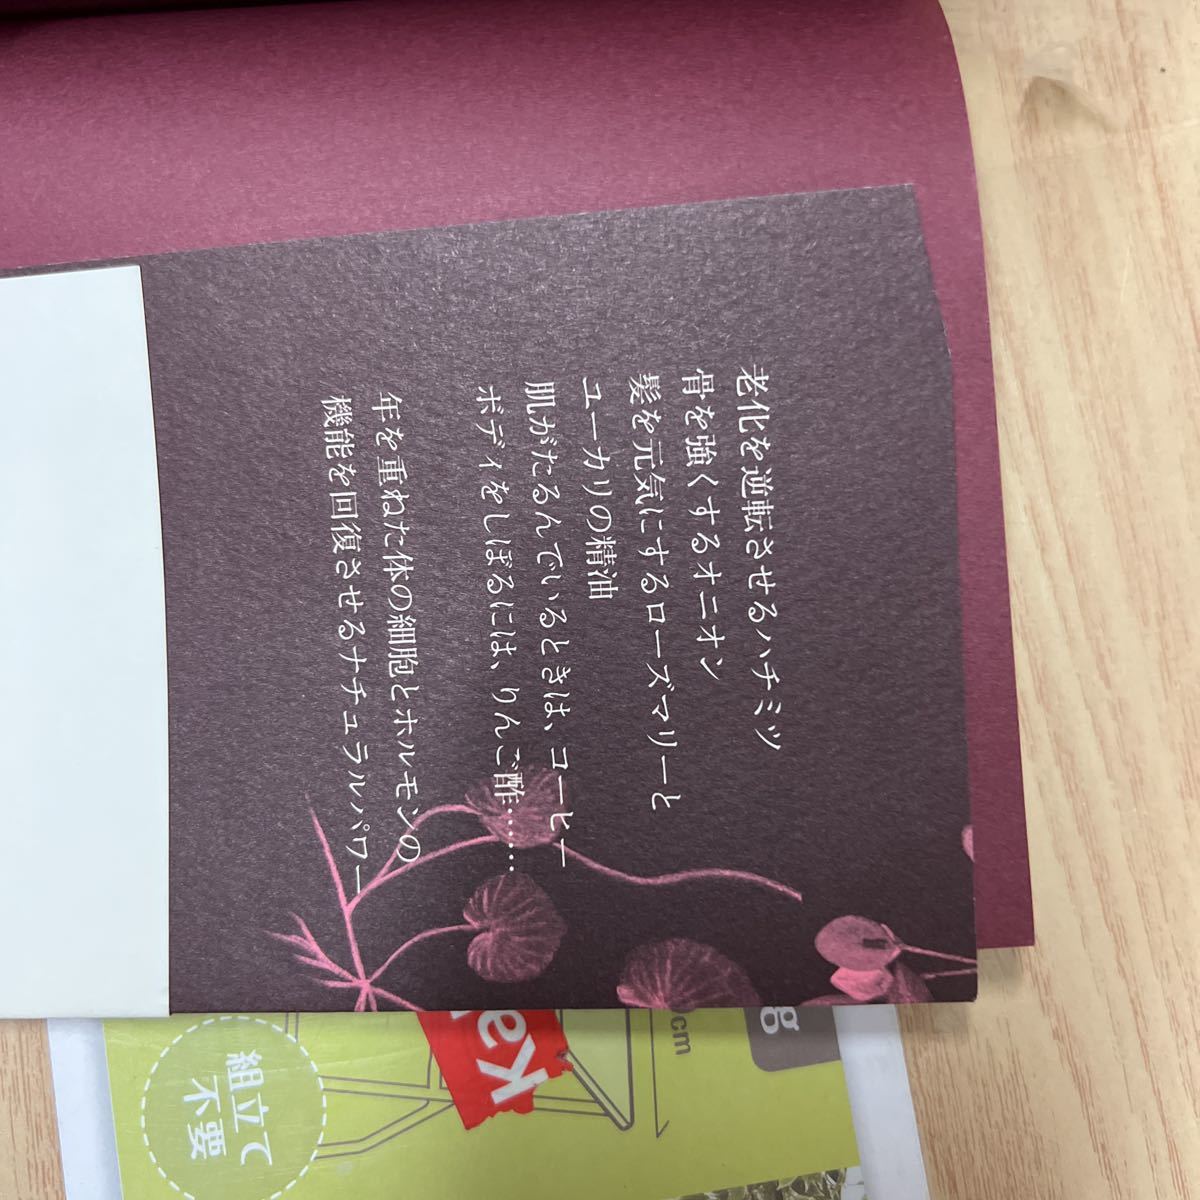 老化を逆転させるハチミツ
骨を強くするオニオン
髪を元気にするローズマリーと
ユーカリの精油
肌がたるんでいるときは、コーヒー
ボディをしぼるには、りんご酢……
年を重ねた体の細胞とホルモンの
機能を回復させるナチュラルパワー
組立て
不要